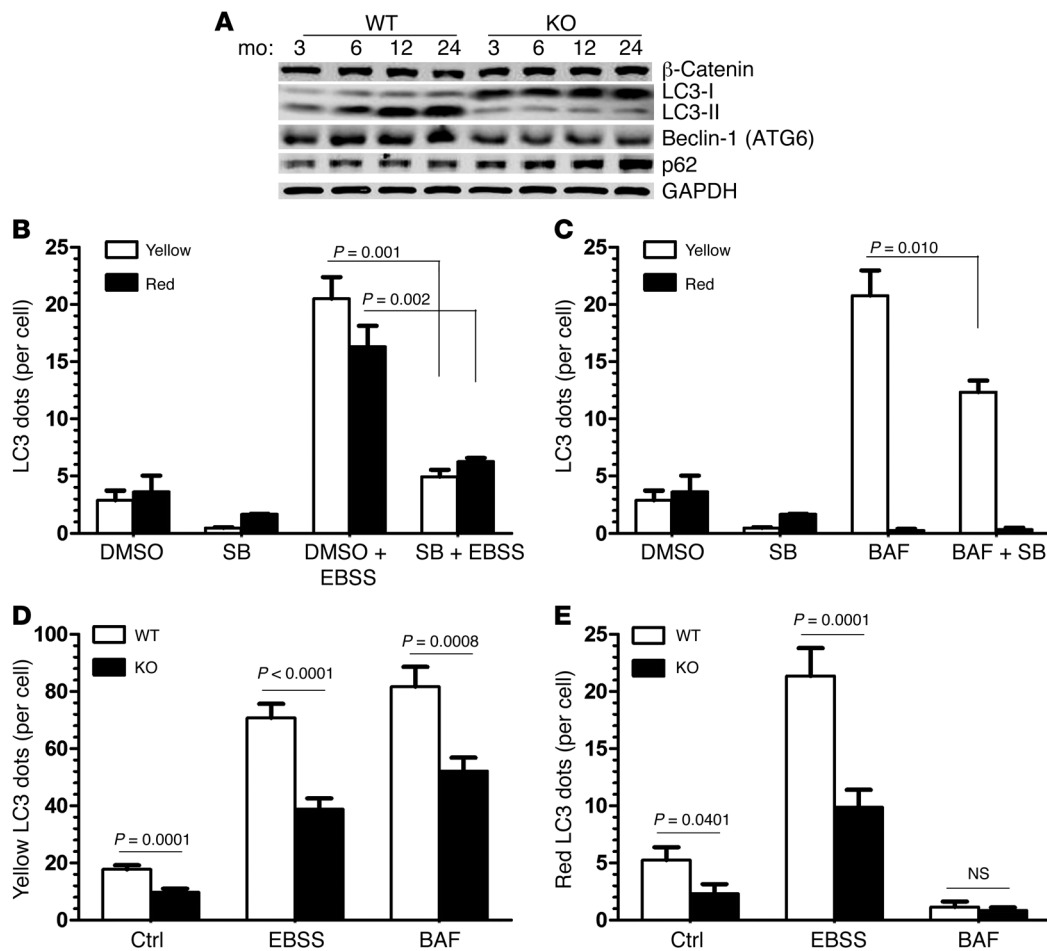 A
WT KO
mo: 3 6 12 24 3 6 12 24
β-Catenin
LC3-I
LC3-II
Beclin-1 (ATG6)
p62
GAPDH
B
LC3 dots (per cell)
25
20
15
10
5
0
Yellow
Red
P = 0.001
P = 0.002
DMSO SB DMSO + EBSS SB + EBSS
C
LC3 dots (per cell)
25
20
15
10
5
0
Yellow
Red
P = 0.010
DMSO SB BAF BAF + SB
D
Yellow LC3 dots (per cell)
100
80
60
40
20
0
WT
KO
P = 0.0001
P < 0.0001
P = 0.0008
Ctrl EBSS BAF
E
Red LC3 dots (per cell)
25
20
15
10
5
0
WT
KO
P = 0.0401
P = 0.0001
NS
Ctrl EBSS BAF